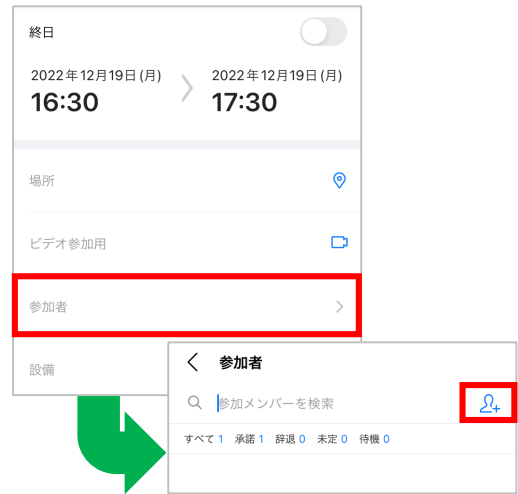 終日
2022年12月19日(月) 2022年12月19日(月)
16:30 17:30
場所
ビデオ参加用
参加者
設備
参加者
参加メンバーを検索
すべて 1 承諾 1 辞退 0 未定 0 待機 0